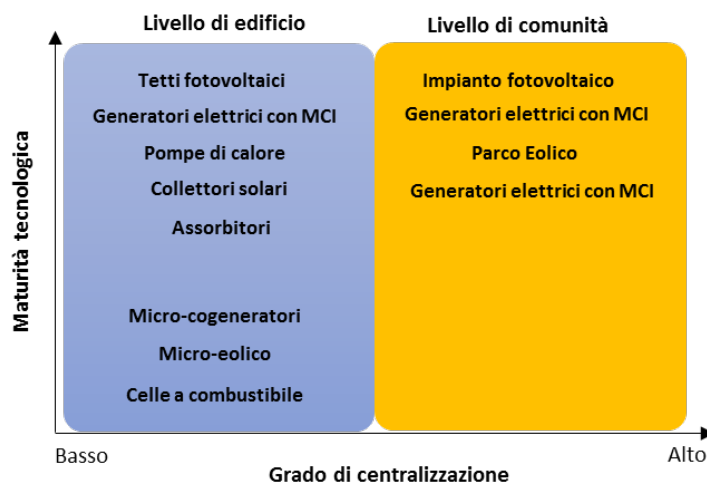 Livello di edificio
Livello di comunità
Maturità tecnologica
Tetti fotovoltaici
Generatori elettrici con MCI
Pompe di calore
Collettori solari
Assorbitori
Micro-cogeneratori
Micro-eolico
Celle a combustibile
Impianto fotovoltaico
Generatori elettrici con MCI
Parco Eolico
Generatori elettrici con MCI
Basso
Alto
Grado di centralizzazione